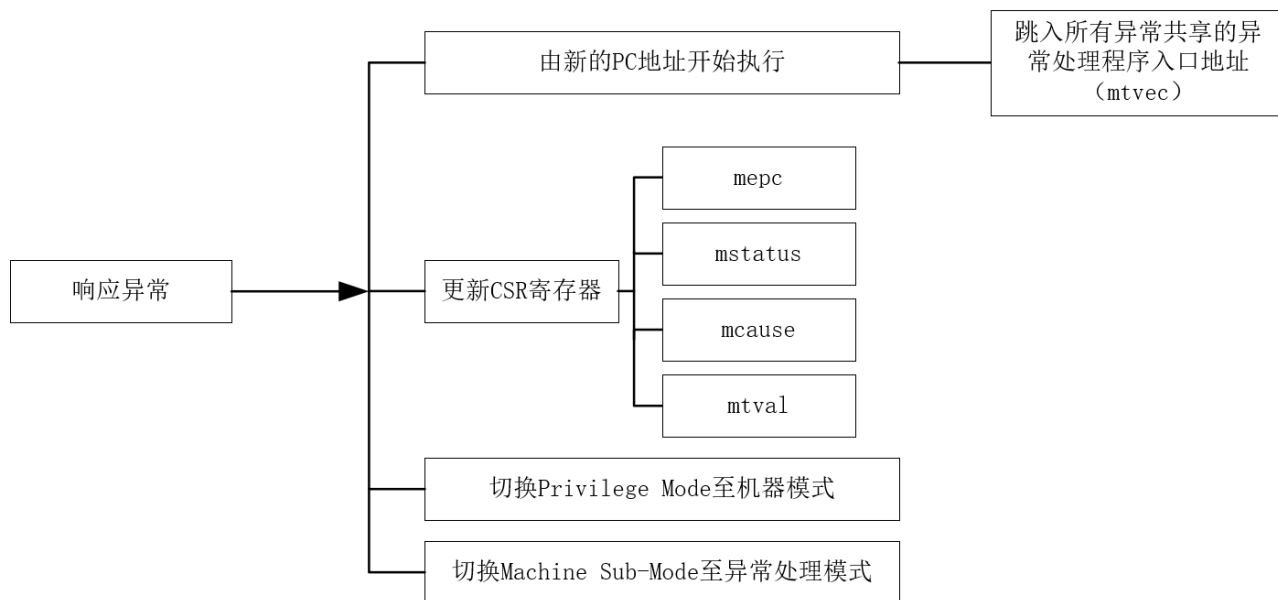 由新的PC地址开始执行
跳入所有异常共享的异
常处理程序入口地址
（mtvec）
mepc
mstatus
响应异常
更新CSR寄存器
mcause
mtval
切换Privilege Mode至机器模式
切换Machine Sub-Mode至异常处理模式